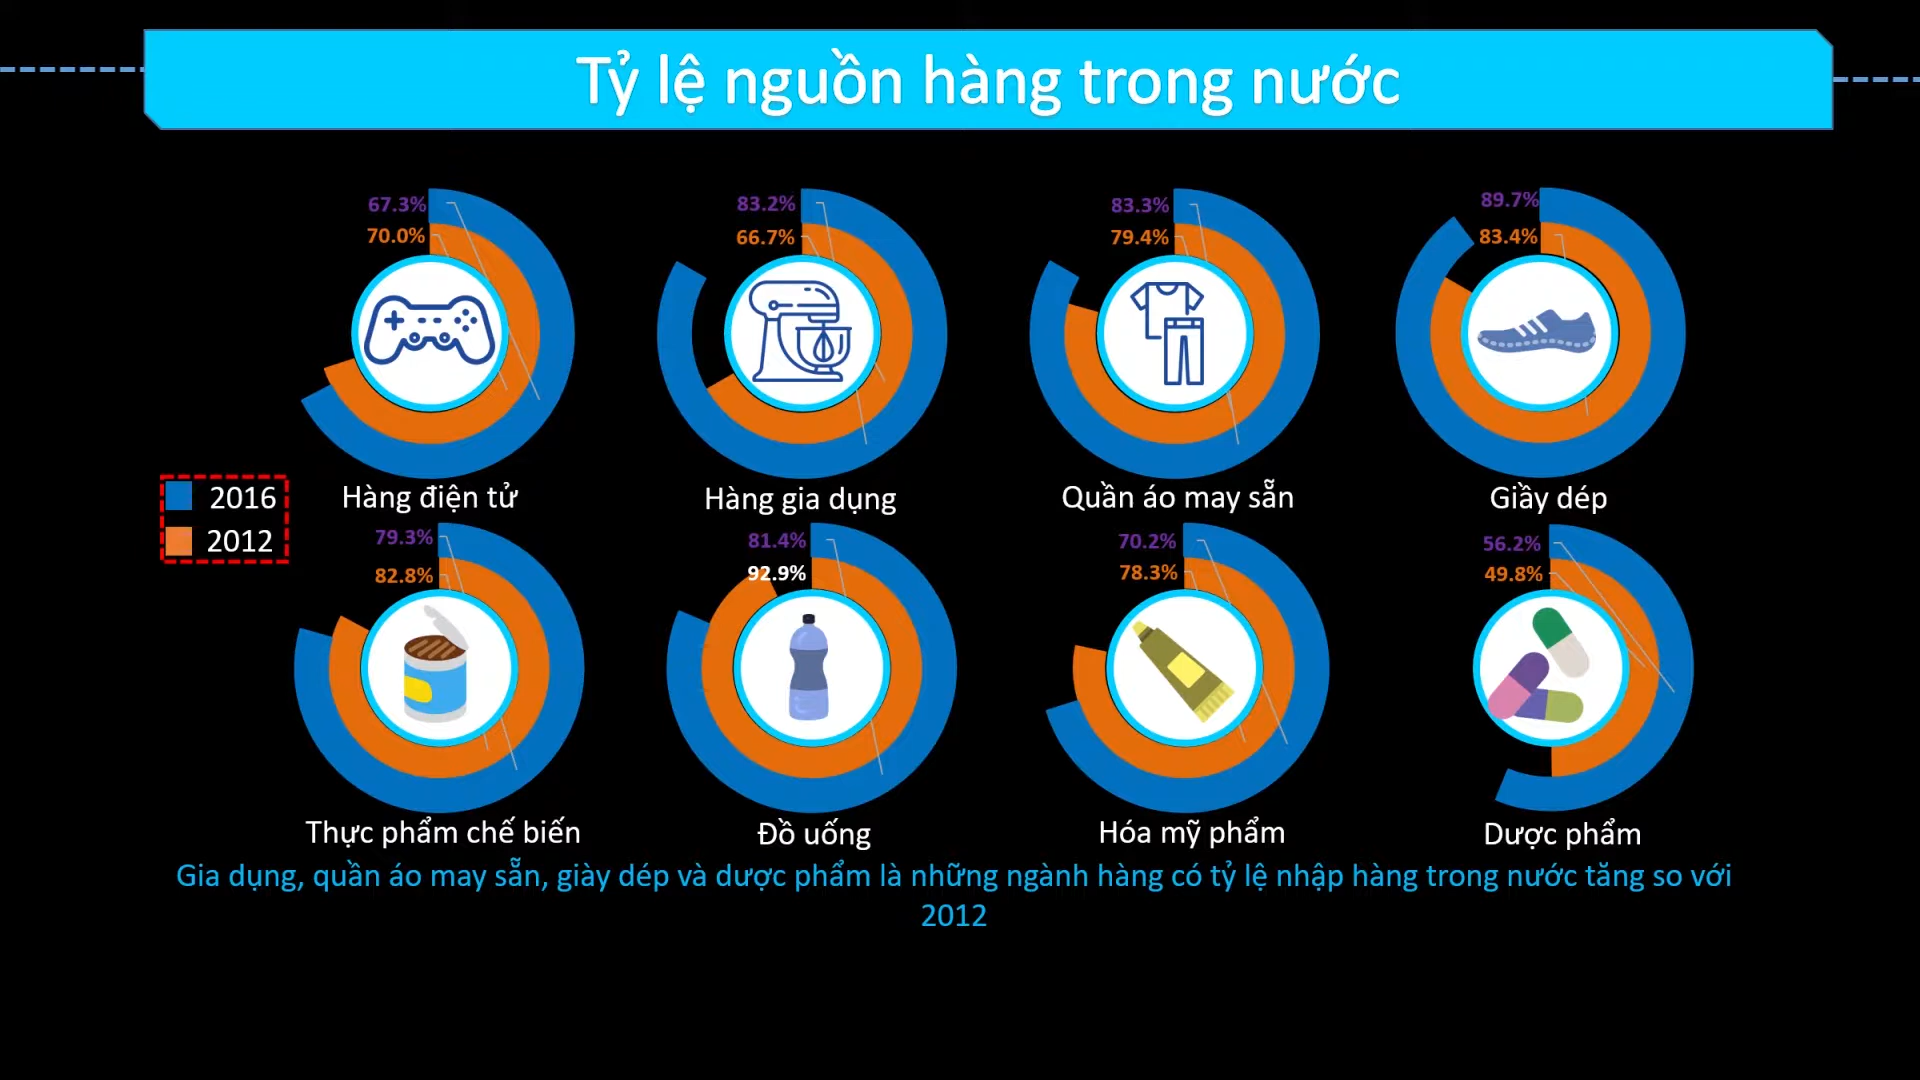 Tỷ lệ nguồn hàng trong nước
67.3%
70.0%
83.2%
66.7%
83.3%
79.4%
89.7%
83.4%
2016
2012
Hàng điện tử
Hàng gia dụng
Quần áo may sẵn
Giầy dép
79.3%
82.8%
81.4%
92.9%
70.2%
78.3%
56.2%
49.8%
Thực phẩm chế biến
Đồ uống
Hóa mỹ phẩm
Dược phẩm
Gia dụng, quần áo may sẵn, giày dép và dược phẩm là những ngành hàng có tỷ lệ nhập hàng trong nước tăng so với
2012